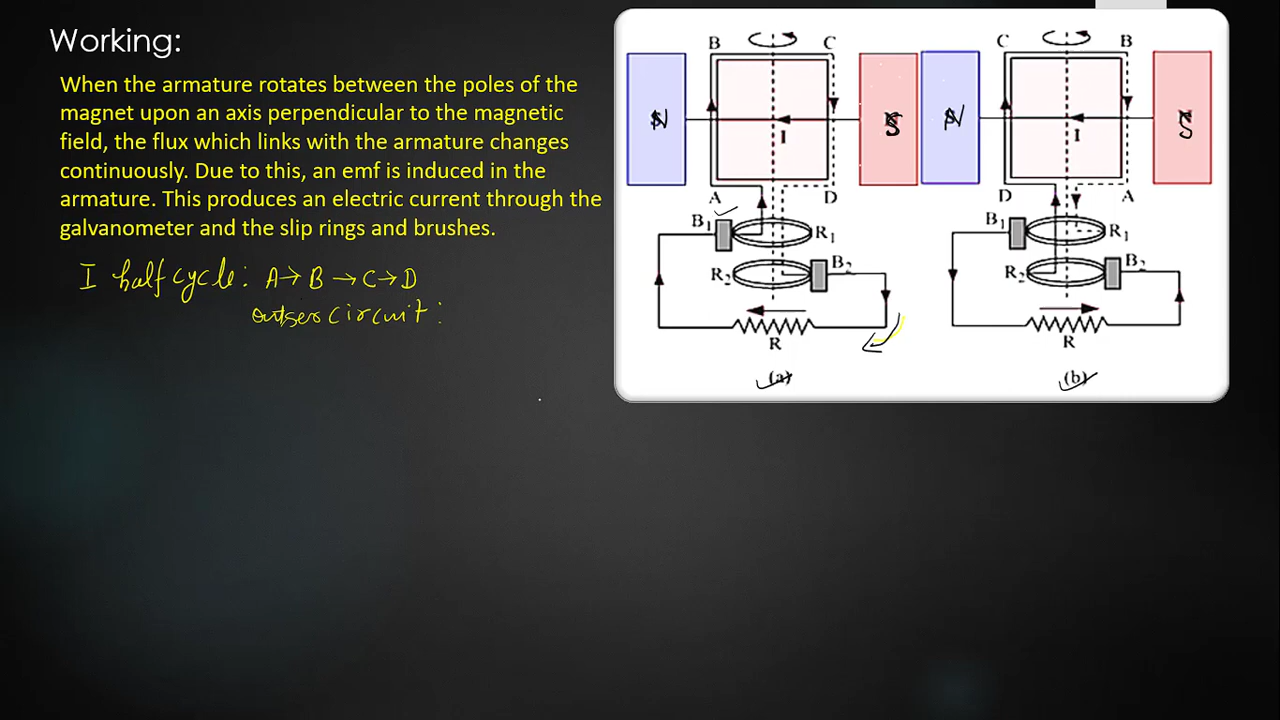 Working:
When the armature rotates between the poles of the
magnet upon an axis perpendicular to the magnetic
field, the flux which links with the armature changes
continuously. Due to this, an emf is induced in the
armature. This produces an electric current through the
galvanometer and the slip rings and brushes.
I half cycle: A→B→C→D
outser circuit:
B C
N S
I
A D
B1 R1
R2 B2
R
(a)
C B
N S
I
D A
B1 R1
R2 B2
R
(b)